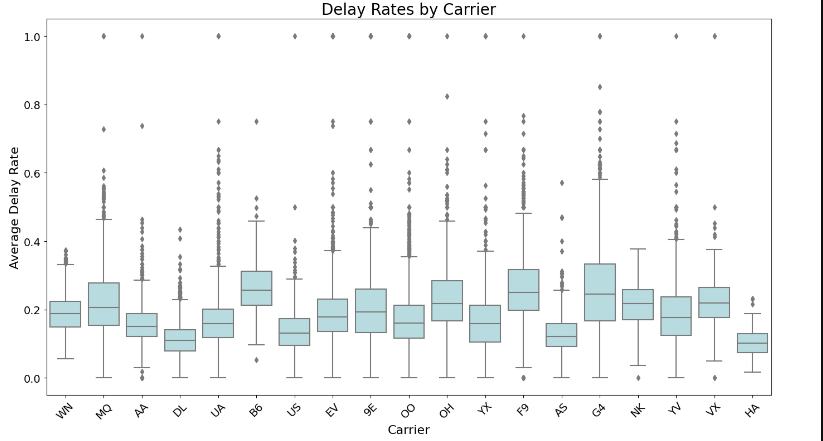 Delay Rates by Carrier
1.0
0.8
0.6
0.4
0.2
0.0
Average Delay Rate
WN MQ AA DL UA B6 US EV 9E OO OH YX F9 AS G4 NK YV VX HA
Carrier